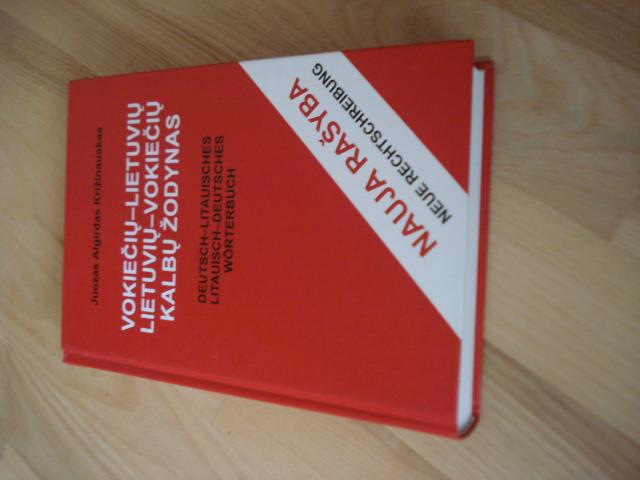 Juozas Algirdas Križinauskas
VOKIEČIŲ–LIETUVIŲ
LIETUVIŲ–VOKIEČIŲ
KALBŲ ŽODYNAS
DEUTSCH–LITAUISCHES
LITAUISCH–DEUTSCHES
WÖRTERBUCH
NAUJA RAŠYBA
NEUE RECHTSCHREIBUNG